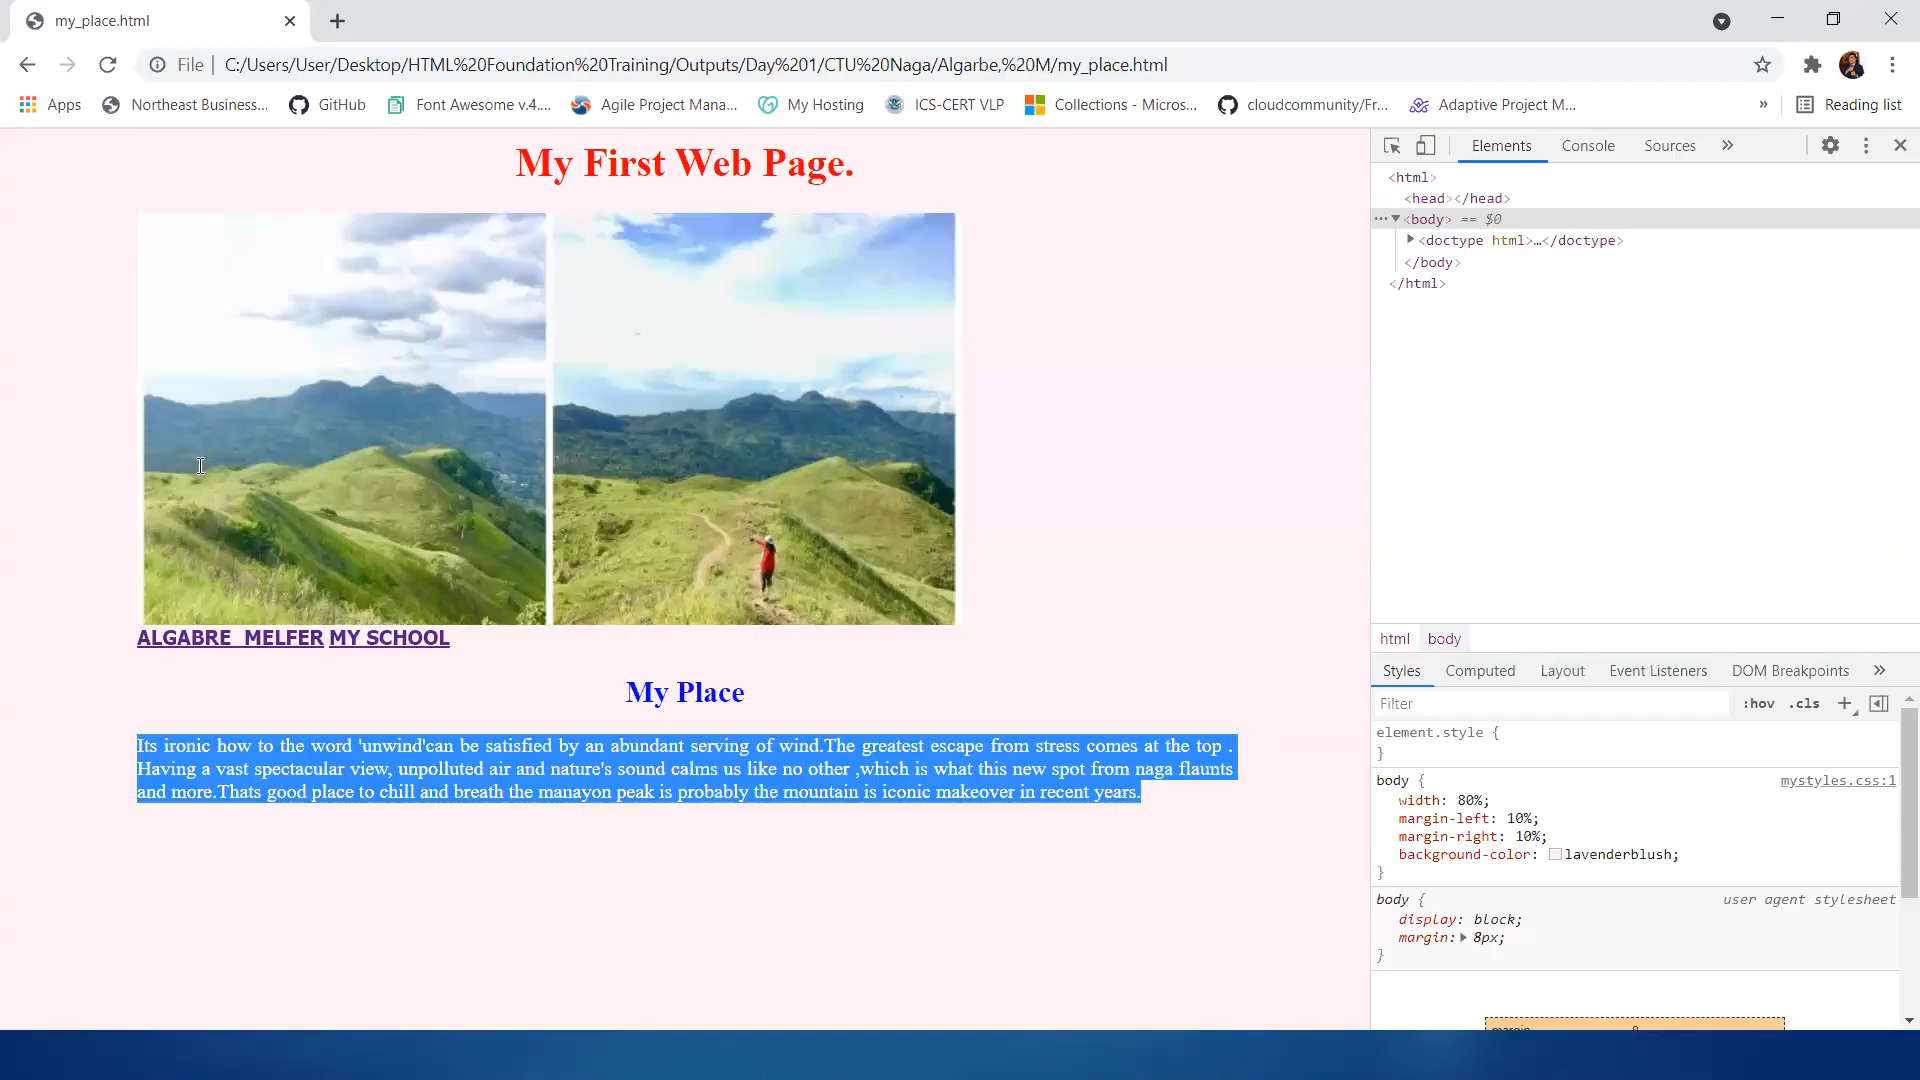 my_place.html
File
C:/Users/User/Desktop/HTML%20Foundation%20Training/Outputs/Day%201/CTU%20Naga/Algarbe,%20M/my_place.html
Apps Northeast Business... GitHub Font Awesome v.4.... Agile Project Mana... My Hosting ICS-CERT VLP Collections - Micros... cloudcommunity/Fr... Adaptive Project M... » Reading list
My First Web Page.
ALGABRE MELFER MY SCHOOL
My Place
Its ironic how to the word 'unwind'can be satisfied by an abundant serving of wind.The greatest escape from stress comes at the top .
Having a vast spectacular view, unpolluted air and nature's sound calms us like no other ,which is what this new spot from naga flaunts
and more.Thats good place to chill and breath the manayon peak is probably the mountain is iconic makeover in recent years.
Elements Console Sources »
<html>
<head></head>
<body> == $0
<doctype html>…</doctype>
</body>
</html>
html body
Styles Computed Layout Event Listeners DOM Breakpoints »
Filter :hov .cls +
element.style {
}
body { mystyles.css:1
width: 80%;
margin-left: 10%;
margin-right: 10%;
background-color: lavenderblush;
}
body { user agent stylesheet
display: block;
margin: 8px;
}